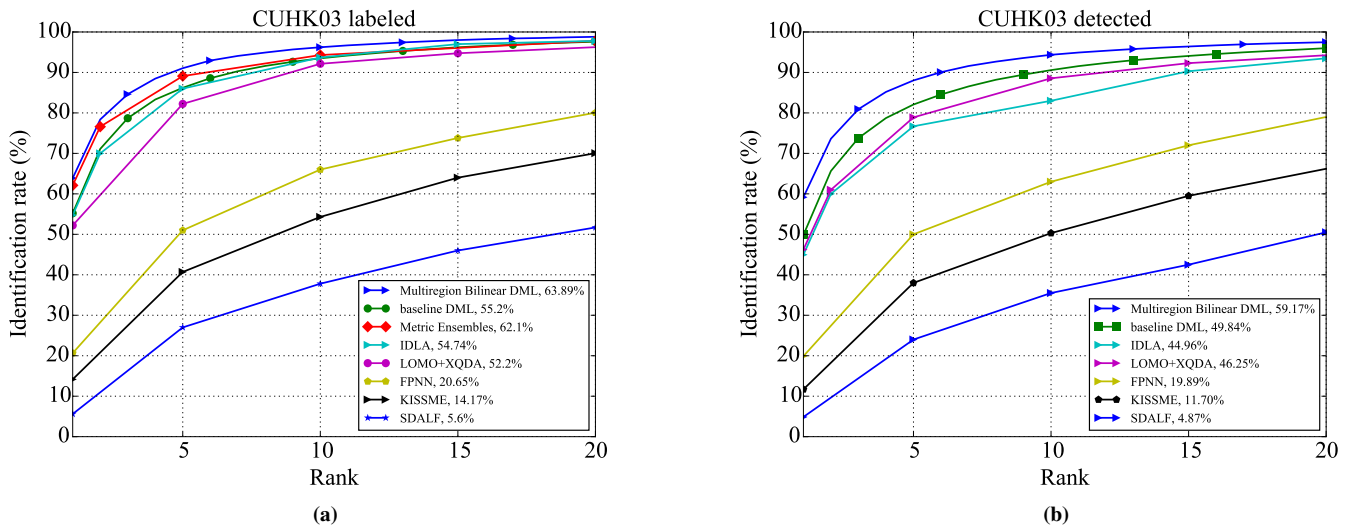 CUHK03 labeled
100
90
80
70
60
50
40
30
20
10
0
Identification rate (%)
5
10
15
20
Rank
Multiregion Bilinear DML, 63.89%
baseline DML, 55.2%
Metric Ensembles, 62.1%
IDLA, 54.74%
LOMO+XQDA, 52.2%
FPNN, 20.65%
KISSME, 14.17%
SDALF, 5.6%
(a)
CUHK03 detected
100
90
80
70
60
50
40
30
20
10
0
Identification rate (%)
5
10
15
20
Rank
Multiregion Bilinear DML, 59.17%
baseline DML, 49.84%
IDLA, 44.96%
LOMO+XQDA, 46.25%
FPNN, 19.89%
KISSME, 11.70%
SDALF, 4.87%
(b)